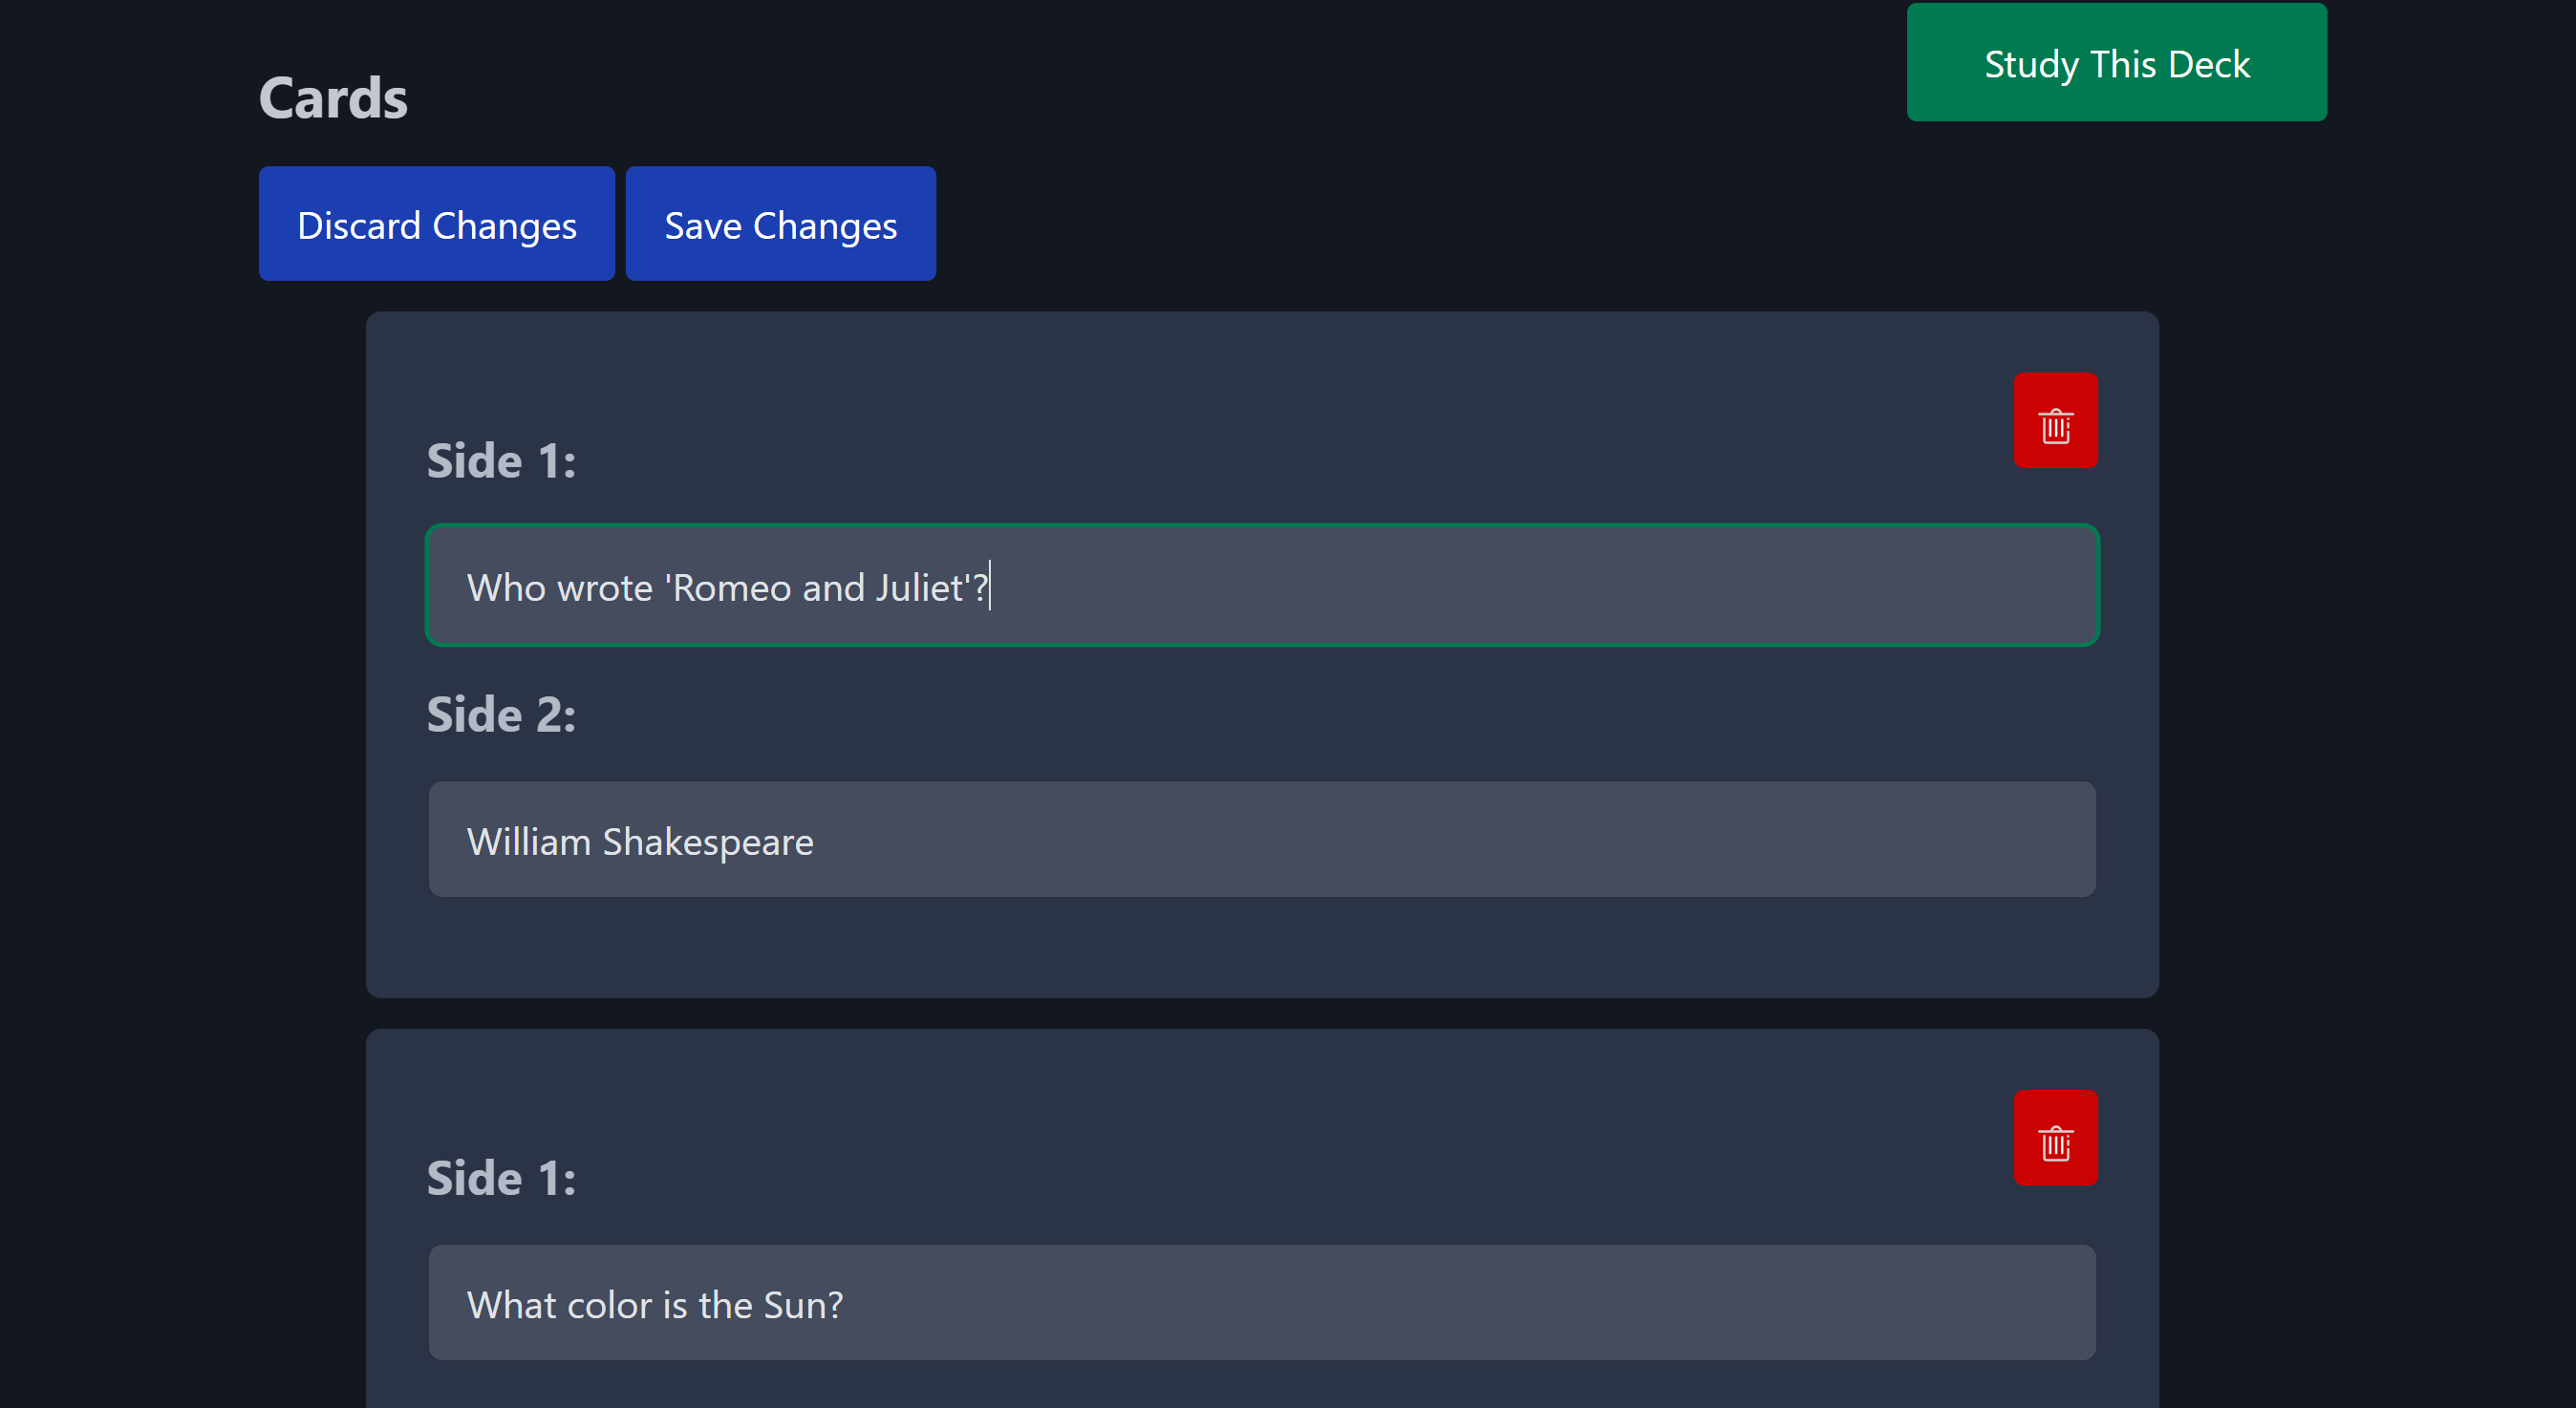 Study This Deck
Cards
Discard Changes
Save Changes
Side 1:
Who wrote 'Romeo and Juliet'?
Side 2:
William Shakespeare
Side 1:
What color is the Sun?